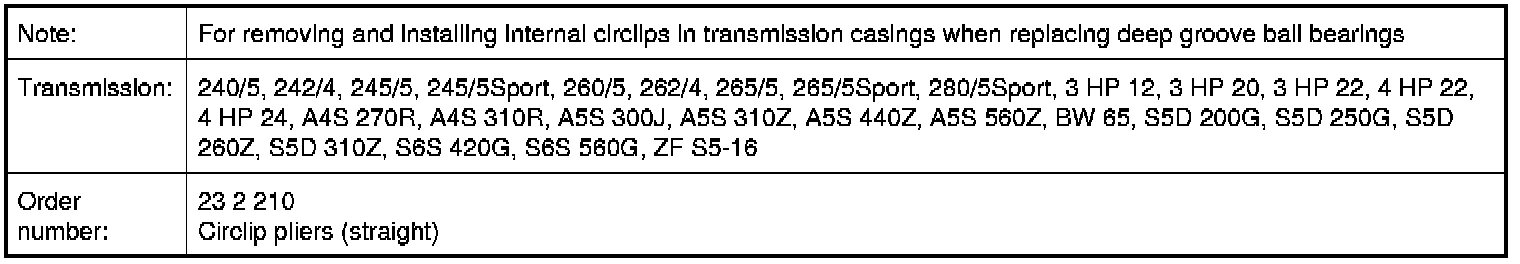 Note: For removing and installing internal circlips in transmission casings when replacing deep groove ball bearings
Transmission: 240/5, 242/4, 245/5, 245/5Sport, 260/5, 262/4, 265/5, 265/5Sport, 280/5Sport, 3 HP 12, 3 HP 20, 3 HP 22, 4 HP 22,
4 HP 24, A4S 270R, A4S 310R, A5S 300J, A5S 310Z, A5S 440Z, A5S 560Z, BW 65, S5D 200G, S5D 250G, S5D
260Z, S5D 310Z, S6S 420G, S6S 560G, ZF S5-16
Order number: 23 2 210
Circlip pliers (straight)